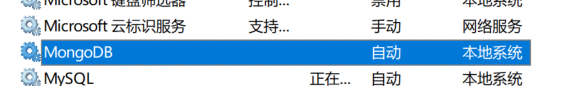 Microsoft 键盘筛选器 控制... 禁用 本地系统
Microsoft 云标识服务 支持... 手动 网络服务
MongoDB 自动 本地系统
MySQL 正在... 自动 本地系统